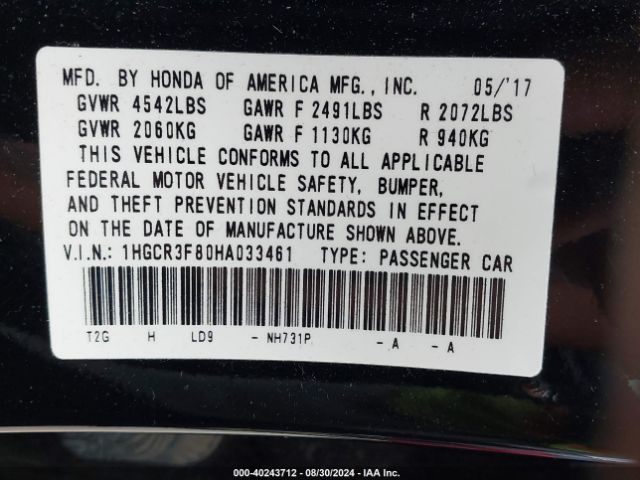 MFD. BY HONDA OF AMERICA MFG., INC. 05/'17
GVWR 4542LBS GAWR F 2491LBS R 2072LBS
GVWR 2060KG GAWR F 1130KG R 940KG
THIS VEHICLE CONFORMS TO ALL APPLICABLE
FEDERAL MOTOR VEHICLE SAFETY, BUMPER,
AND THEFT PREVENTION STANDARDS IN EFFECT
ON THE DATE OF MANUFACTURE SHOWN ABOVE.
V.I.N.: 1HGCR3F80HA033461 TYPE: PASSENGER CAR
T2G H LD9 - NH731P - A - A
000-40243712 - 08/30/2024 - IAA Inc.